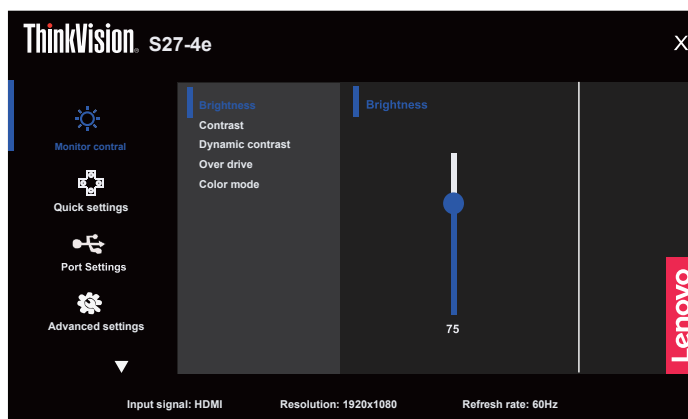 ThinkVision. S27-4e
X
Monitor contral
Quick settings
Port Settings
Advanced settings
Brightness
Contrast
Dynamic contrast
Over drive
Color mode
Brightness
75
Lenovo
Input signal: HDMI Resolution: 1920x1080 Refresh rate: 60Hz